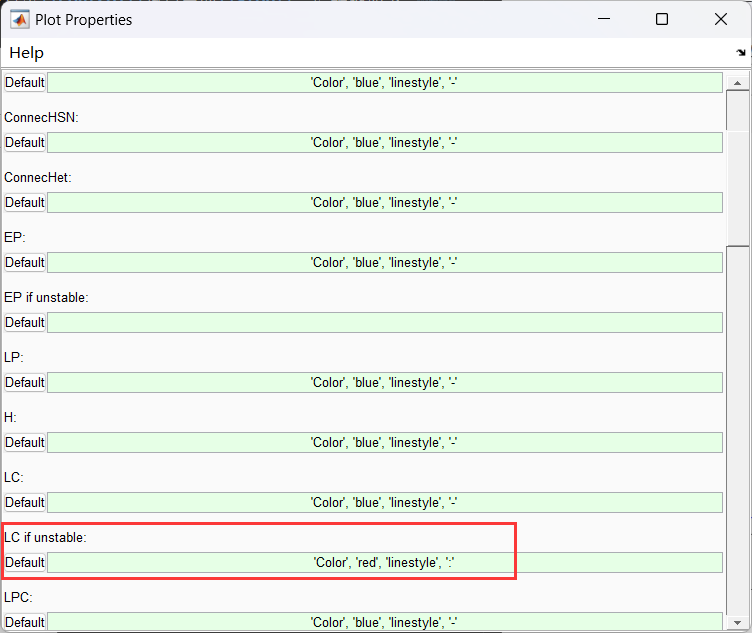 Plot Properties
Help
Default 'Color', 'blue', 'linestyle', '-'
ConnecHSN:
Default 'Color', 'blue', 'linestyle', '-'
ConnecHet:
Default 'Color', 'blue', 'linestyle', '-'
EP:
Default 'Color', 'blue', 'linestyle', '-'
EP if unstable:
Default
LP:
Default 'Color', 'blue', 'linestyle', '-'
H:
Default 'Color', 'blue', 'linestyle', '-'
LC:
Default 'Color', 'blue', 'linestyle', '-'
LC if unstable:
Default 'Color', 'red', 'linestyle', ':'
LPC:
Default 'Color', 'blue', 'linestyle', '-'